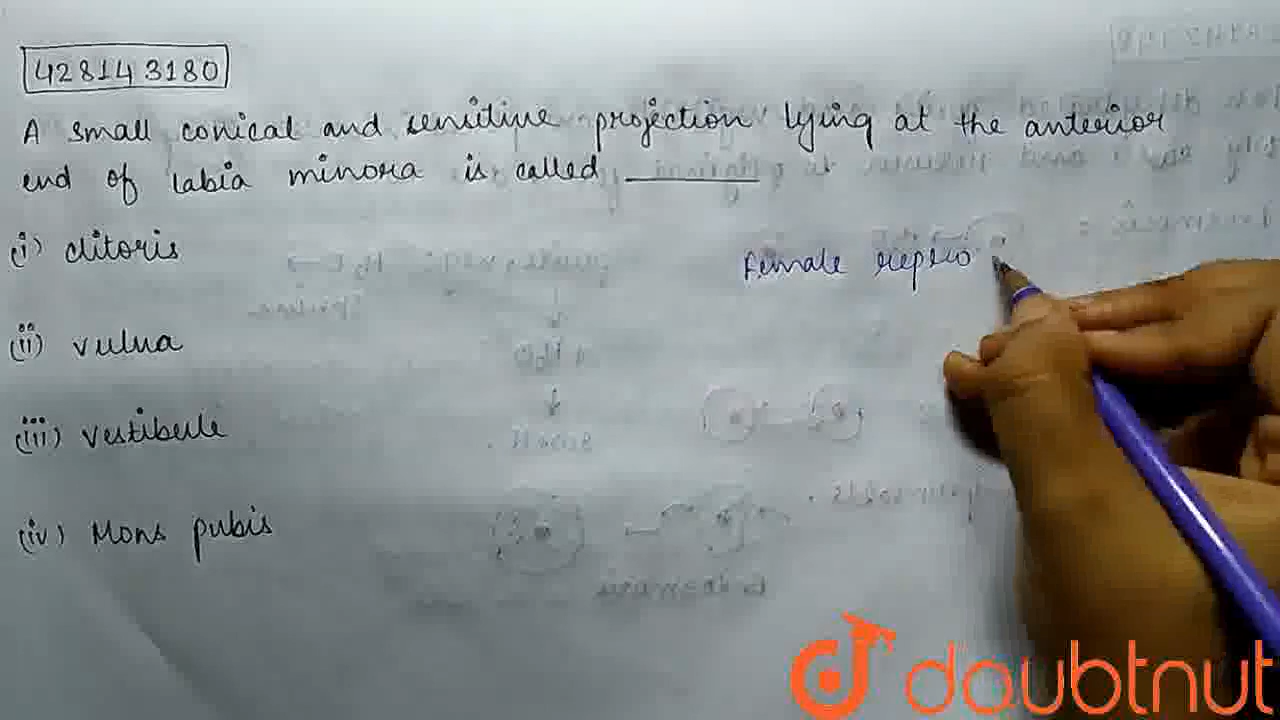 428143180
A small conical and sensitive projection lying at the anterior
end of labia minora is called ______
(i) clitoris
Female repro
(ii) vulva
(iii) vestibule
(iv) Mons pubis
doubtnut